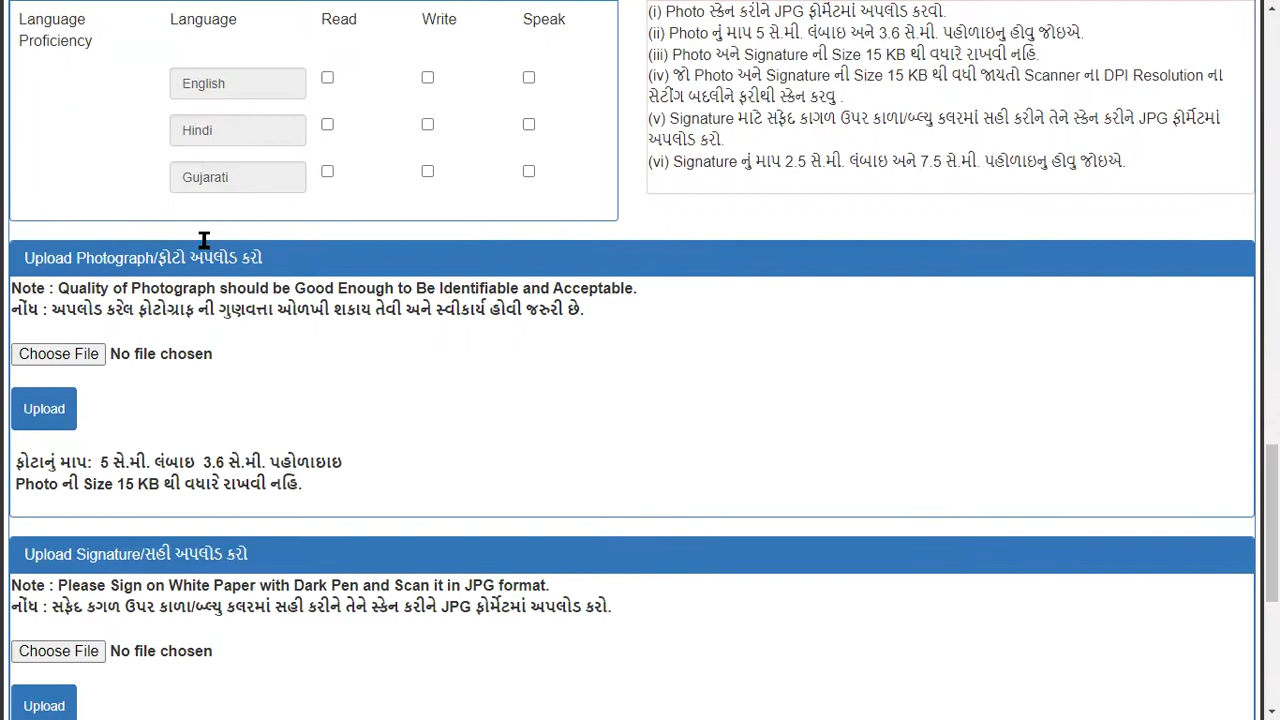 Language
Proficiency
Language
Read
Write
Speak
English
Hindi
Gujarati
(i) Photo સ્કેન કરીને JPG ફોર્મેટમાં અપલોડ કરવો.
(ii) Photo નું માપ 5 સે.મી. લંબાઇ અને 3.6 સે.મી. પહોળાઇનુ હોવુ જોઇએ.
(iii) Photo અને Signature ની Size 15 KB થી વધારે રાખવી નહિ.
(iv) જો Photo અને Signature ની Size 15 KB થી વધી જાયતો Scanner ના DPI Resolution ના
સેટીંગ બદલીને ફરીથી સ્કેન કરવુ .
(v) Signature માટે સફેદ કાગળ ઉપર કાળા/બ્લ્યુ કલરમાં સહી કરીને તેને સ્કેન કરીને JPG ફોર્મેટમાં
અપલોડ કરો.
(vi) Signature નું માપ 2.5 સે.મી. લંબાઇ અને 7.5 સે.મી. પહોળાઇનુ હોવુ જોઇએ.
Upload Photograph/ફોટો અપલોડ કરો
Note : Quality of Photograph should be Good Enough to Be Identifiable and Acceptable.
નોંધ : અપલોડ કરેલ ફોટોગ્રાફ ની ગુણવત્તા ઓળખી શકાય તેવી અને સ્વીકાર્ય હોવી જરુરી છે.
Choose File No file chosen
Upload
ફોટાનું માપ: 5 સે.મી. લંબાઇ 3.6 સે.મી. પહોળાઇાઇ
Photo ની Size 15 KB થી વધારે રાખવી નહિ.
Upload Signature/સહી અપલોડ કરો
Note : Please Sign on White Paper with Dark Pen and Scan it in JPG format.
નોંધ : સફેદ કગળ ઉપર કાળા/બ્લ્યુ કલરમાં સહી કરીને તેને સ્કેન કરીને JPG ફોર્મેટમાં અપલોડ કરો.
Choose File No file chosen
Upload